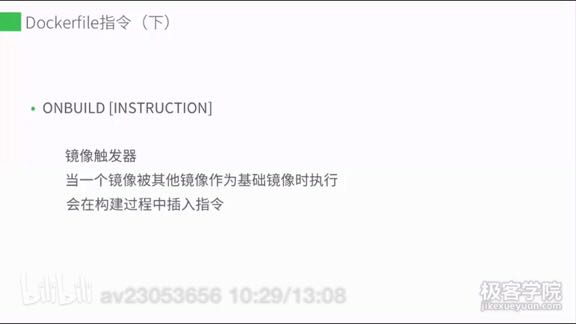 Dockerfile指令（下）
• ONBUILD [INSTRUCTION]
镜像触发器
当一个镜像被其他镜像作为基础镜像时执行
会在构建过程中插入指令
bilibili av23053656 10:29/13:08
极客学院
jikexueyuan.com